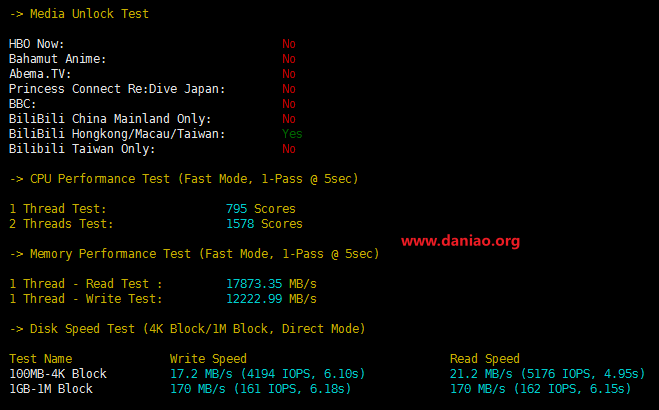 -> Media Unlock Test
HBO Now: No
Bahamut Anime: No
Abema.TV: No
Princess Connect Re:Dive Japan: No
BBC: No
BiliBili China Mainland Only: No
BiliBili Hongkong/Macau/Taiwan: Yes
Bilibili Taiwan Only: No
-> CPU Performance Test (Fast Mode, 1-Pass @ 5sec)
1 Thread Test: 795 Scores
2 Threads Test: 1578 Scores
www.daniao.org
-> Memory Performance Test (Fast Mode, 1-Pass @ 5sec)
1 Thread - Read Test : 17873.35 MB/s
1 Thread - Write Test: 12222.99 MB/s
-> Disk Speed Test (4K Block/1M Block, Direct Mode)
Test Name Write Speed Read Speed
100MB-4K Block 17.2 MB/s (4194 IOPS, 6.10s) 21.2 MB/s (5176 IOPS, 4.95s)
1GB-1M Block 170 MB/s (161 IOPS, 6.18s) 170 MB/s (162 IOPS, 6.15s)